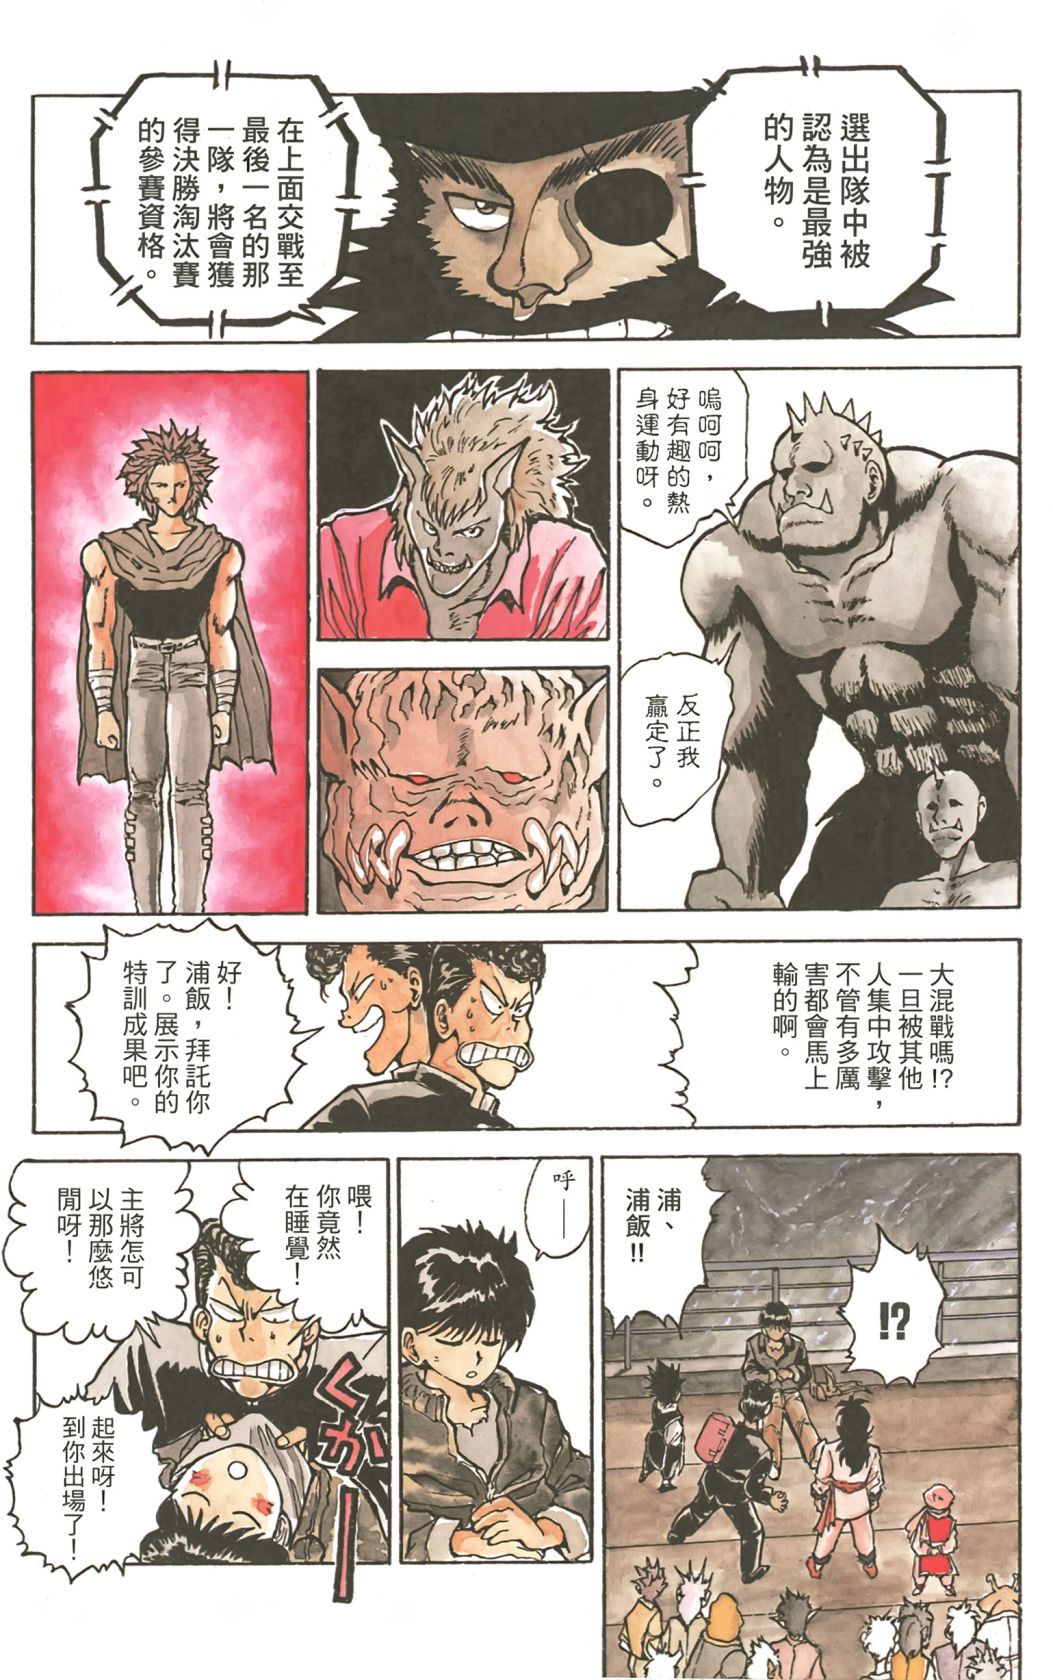 選出隊中被
認為是最強
的人物。
在上面交戰至
最後一名的那
一隊，將會獲
得決勝淘汰賽
的參賽資格。
嗚呵呵，
好有趣的熱
身運動呀。
反正我
贏定了。
大混戰嗎!?
一旦被其他
人集中攻擊，
不管有多厲
害都會馬上
輸的啊。
好！
浦飯，拜託你
了。展示你的
特訓成果吧。
!?
浦、
浦飯!!
呼——
喂！
你竟然
在睡覺！
主將怎可
以那麼悠
閒呀！
くかーー
起來呀！
到你出場了！